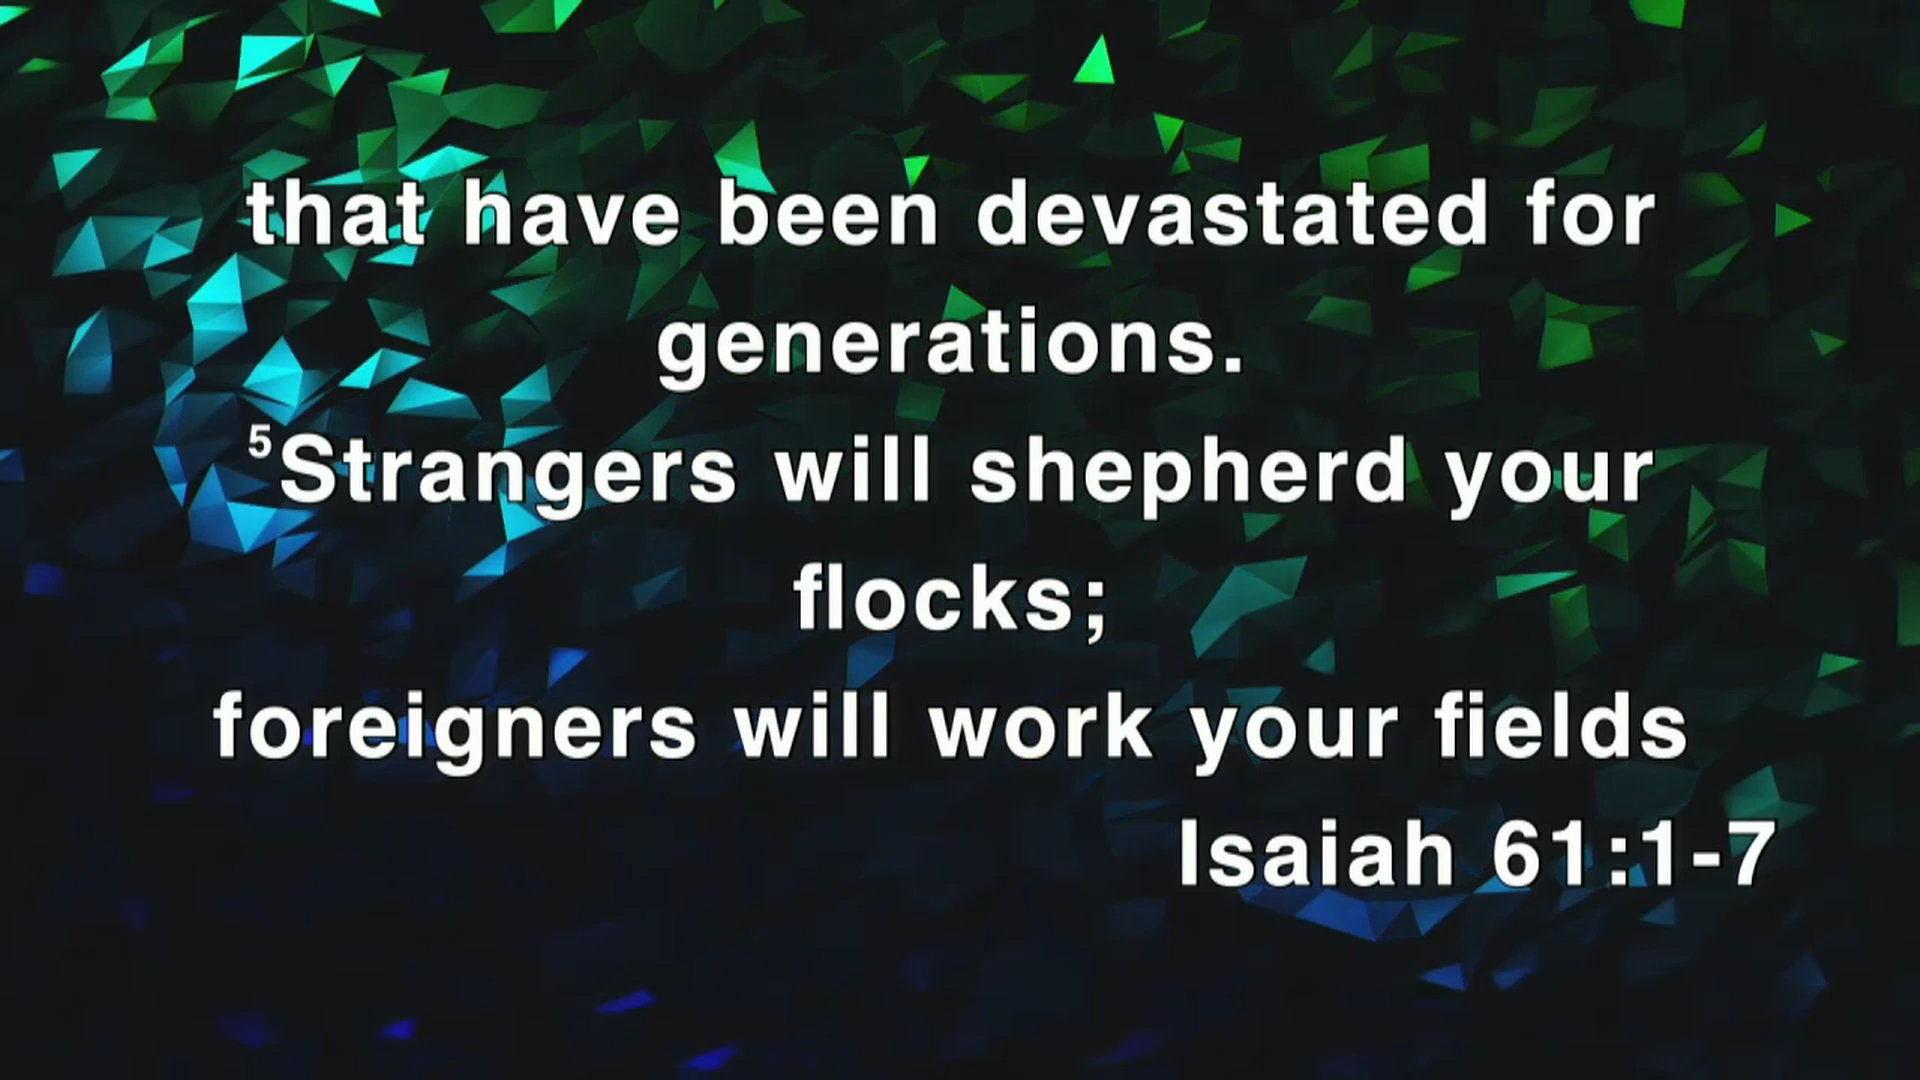 that have been devastated for
generations.
⁵Strangers will shepherd your
flocks;
foreigners will work your fields
Isaiah 61:1-7